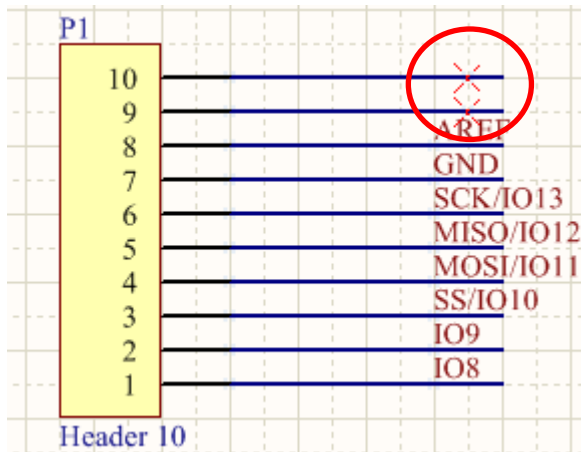 P1
10
9
AREF
8
GND
7
SCK/IO13
6
MISO/IO12
5
MOSI/IO11
4
SS/IO10
3
IO9
2
IO8
1
Header 10